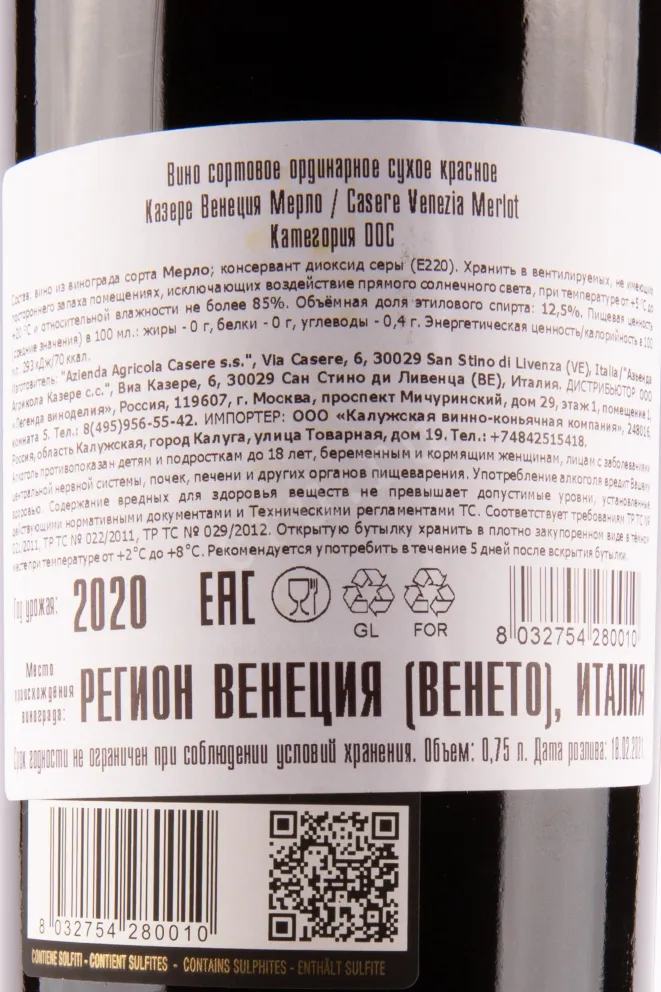 Вино сортовое ординарное сухое красное
Казере Венеция Мерло / Casere Venezia Merlot
Категория DOC
Состав: вино из винограда сорта Мерло; консервант диоксид серы (Е220). Хранить в вентилируемых, не имеющих
постороннего запаха помещениях, исключающих воздействие прямого солнечного света, при температуре от +5°С до
+20 °С и относительной влажности не более 85%. Объёмная доля этилового спирта: 12,5%. Пищевая ценность
(средние значения) в 100 мл.: жиры - 0 г, белки - 0 г, углеводы - 0,4 г. Энергетическая ценность/калорийность в 100
мл: 293 кДж/70 ккал.
Изготовитель: "Azienda Agricola Casere s.s.", Via Casere, 6, 30029 San Stino di Livenza (VE), Italia/"Азьенда
Агрикола Казере с.с.", Виа Казере, 6, 30029 Сан Стино ди Ливенца (ВЕ), Италия. ДИСТРИБЬЮТОР: ООО
«Легенда виноделия», Россия, 119607, г. Москва, проспект Мичуринский, дом 29, этаж 1, помещение 1,
комната 5. Тел.: 8(495)956-55-42. ИМПОРТЕР: ООО «Калужская винно-коньячная компания», 248016,
Россия, область Калужская, город Калуга, улица Товарная, дом 19. Тел.: +74842515418.
Алкоголь противопоказан детям и подросткам до 18 лет, беременным и кормящим женщинам, лицам с заболеваниями
центральной нервной системы, почек, печени и других органов пищеварения. Употребление алкоголя вредит Вашему
здоровью. Содержание вредных для здоровья веществ не превышает допустимые уровни, установленные
действующими нормативными документами и Техническими регламентами ТС. Соответствует требованиям ТР ТС №
021/2011, ТР ТС № 022/2011, ТР ТС № 029/2012. Открытую бутылку хранить в плотно закупоренном виде в тёмном
месте при температуре от +2°С до +8°С. Рекомендуется употребить в течение 5 дней после вскрытия бутылки.
Год урожая: 2020 ЕАС
GL FOR
8 032754 280010
Место
происхождения
винограда:
РЕГИОН ВЕНЕЦИЯ (ВЕНЕТО), ИТАЛИЯ
Срок годности не ограничен при соблюдении условий хранения. Объем: 0,75 л. Дата розлива: 18.02.
8 032754 280010
CONTIENE SOLFITI - CONTIENT SULFITES - CONTAINS SULPHITES - ENTHÄLT SULFITE